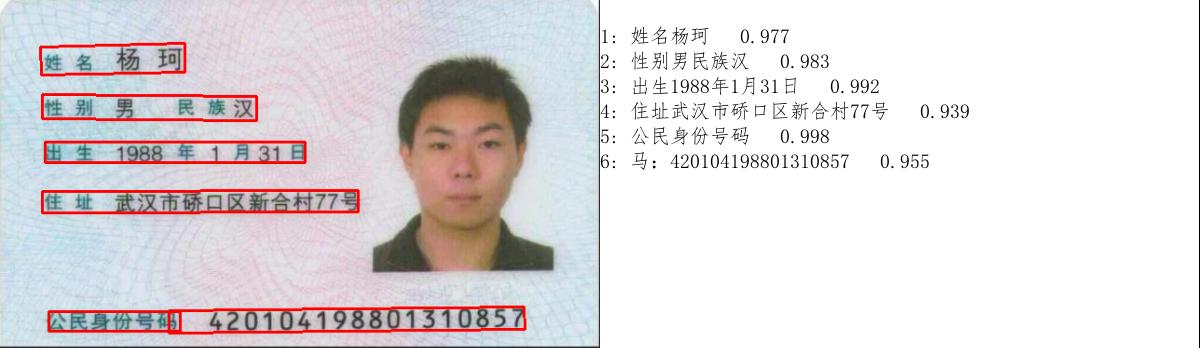 姓名 杨珂
性别 男 民族 汉
出生 1988 年 1 月 31 日
住址 武汉市硚口区新合村77号
公民身份号码 420104198801310857
1: 姓名杨珂 0.977
2: 性别男民族汉 0.983
3: 出生1988年1月31日 0.992
4: 住址武汉市硚口区新合村77号 0.939
5: 公民身份号码 0.998
6: 马: 420104198801310857 0.955